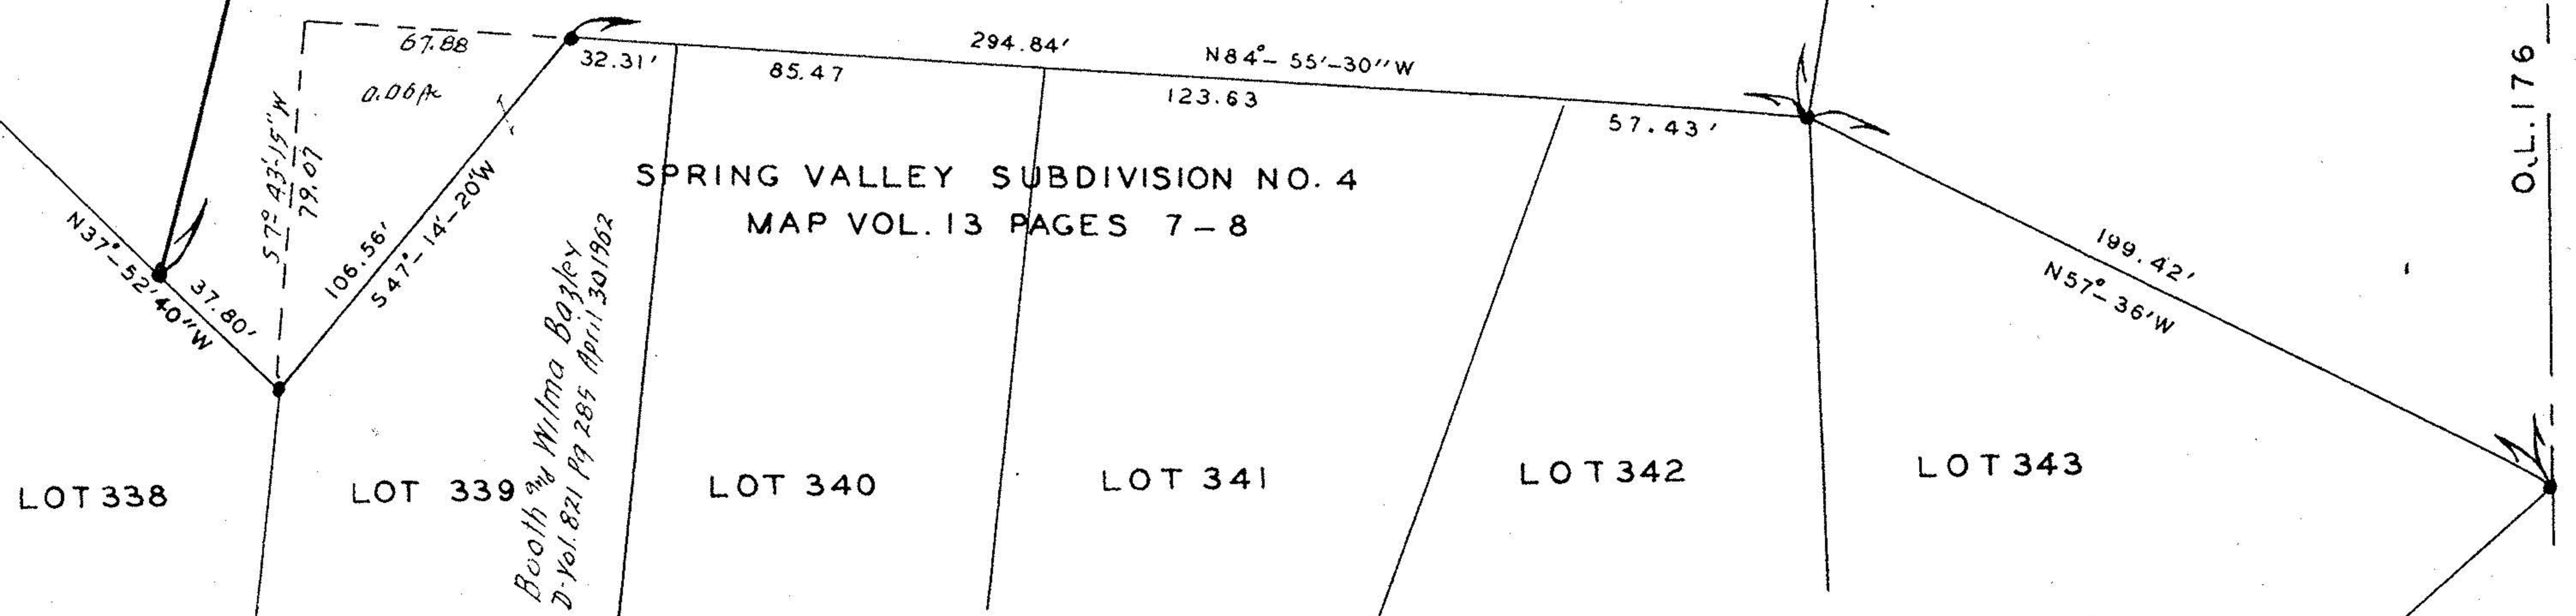 67.88
0.06 Ac
32.31'
294.84'
N84°-55'-30"W
85.47
123.63
57.43'
O.L.176
S7°-43'-15"W
79.07
106.56'
S47°-14'-20"W
N37°-52'40"W
37.80'
SPRING VALLEY SUBDIVISION NO. 4
MAP VOL. 13 PAGES 7-8
199.42'
N57°-36'W
Booth and Wilma Bagley
D-Vol. 821 Pg 285 April 30 1962
LOT 338
LOT 339
LOT 340
LOT 341
LOT 342
LOT 343